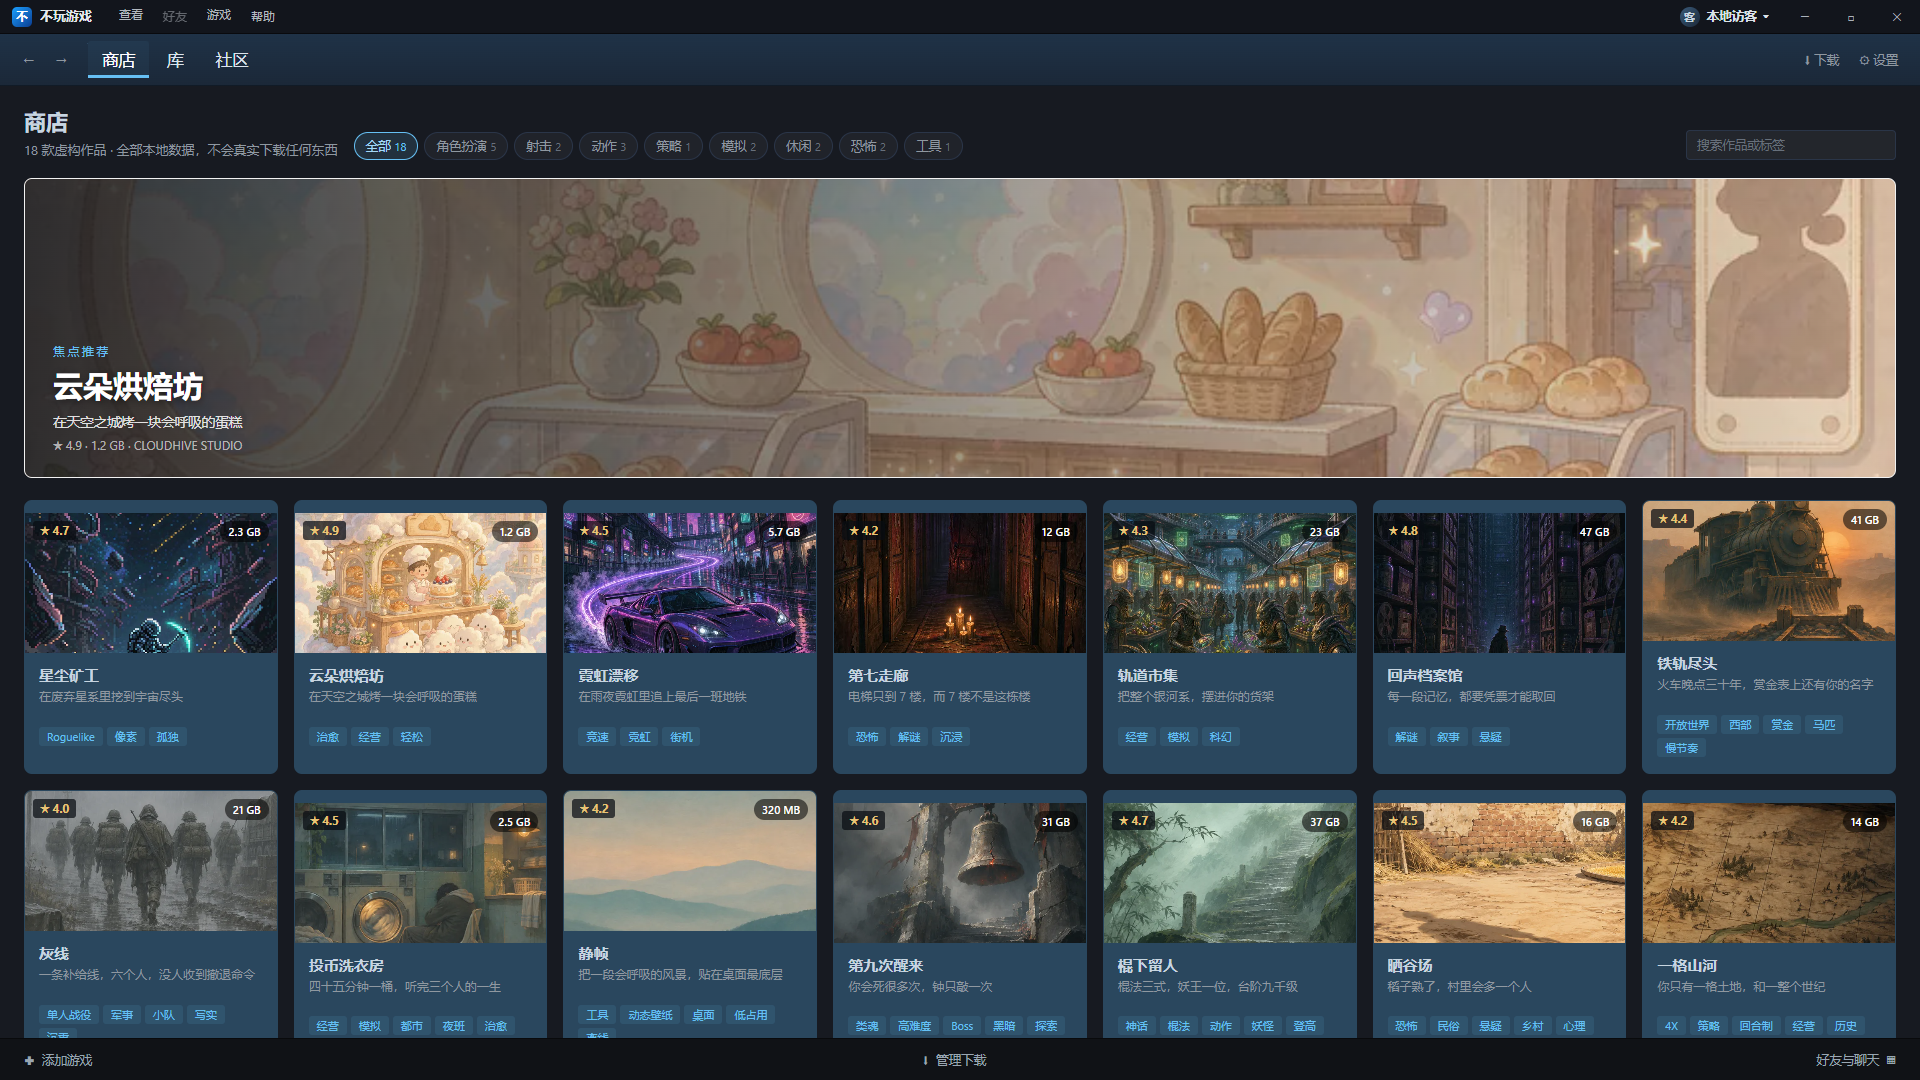 不 不玩游戏 查看 好友 游戏 帮助 客 本地访客
← → 商店 库 社区 下载 设置
商店
18 款虚构作品 · 全部本地数据，不会真实下载任何东西
全部 18 角色扮演 5 射击 2 动作 3 策略 1 模拟 2 休闲 2 恐怖 2 工具 1
搜索作品或标签
焦点推荐
云朵烘焙坊
在天空之城烤一块会呼吸的蛋糕
★ 4.9 · 1.2 GB · CLOUDHIVE STUDIO
★ 4.7 2.3 GB
星尘矿工
在废弃星系里挖到宇宙尽头
Roguelike 像素 孤独
★ 4.9 1.2 GB
云朵烘焙坊
在天空之城烤一块会呼吸的蛋糕
治愈 经营 轻松
★ 4.5 5.7 GB
霓虹漂移
在雨夜霓虹里追上最后一班地铁
竞速 霓虹 街机
★ 4.2 12 GB
第七走廊
电梯只到 7 楼，而 7 楼不是这栋楼
恐怖 解谜 沉浸
★ 4.3 23 GB
轨道市集
把整个银河系，摆进你的货架
经营 模拟 科幻
★ 4.8 47 GB
回声档案馆
每一段记忆，都要凭票才能取回
解谜 叙事 悬疑
★ 4.4 41 GB
铁轨尽头
火车晚点三十年，赏金表上还有你的名字
开放世界 西部 赏金 马匹
慢节奏
★ 4.0 21 GB
灰线
一条补给线，六个人，没人收到撤退命令
单人战役 军事 小队 写实
沉重
★ 4.5 2.5 GB
投币洗衣房
四十五分钟一桶，听完三个人的一生
经营 模拟 都市 夜班 治愈
★ 4.2 320 MB
静帧
把一段会呼吸的风景，贴在桌面最底层
工具 动态壁纸 桌面 低占用
离线
★ 4.6 31 GB
第九次醒来
你会死很多次，钟只敲一次
类魂 高难度 Boss 黑暗 探索
★ 4.7 37 GB
棍下留人
棍法三式，妖王一位，台阶九千级
神话 棍法 动作 妖怪 登高
★ 4.5 16 GB
晒谷场
稻子熟了，村里会多一个人
恐怖 民俗 悬疑 乡村 心理
★ 4.2 14 GB
一格山河
你只有一格土地，和一整个世纪
4X 策略 回合制 经营 历史
添加游戏 管理下载 好友与聊天